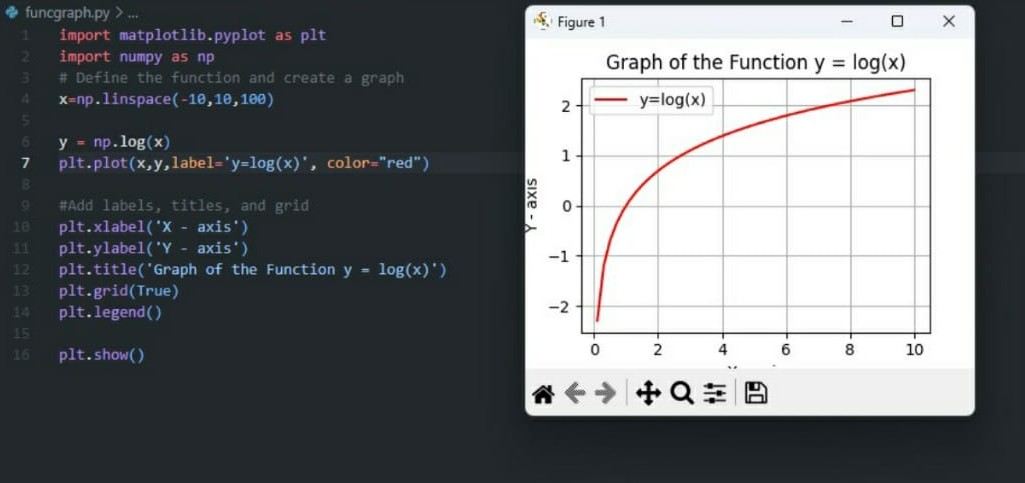 funcgraph.py > ...
1 import matplotlib.pyplot as plt
2 import numpy as np
3 # Define the function and create a graph
4 x=np.linspace(-10,10,100)
5
6 y = np.log(x)
7 plt.plot(x,y,label='y=log(x)', color="red")
8
9 #Add labels, titles, and grid
10 plt.xlabel('X - axis')
11 plt.ylabel('Y - axis')
12 plt.title('Graph of the Function y = log(x)')
13 plt.grid(True)
14 plt.legend()
15
16 plt.show()
Figure 1
Graph of the Function y = log(x)
y=log(x)
2
1
0
−1
−2
Y - axis
0 2 4 6 8 10